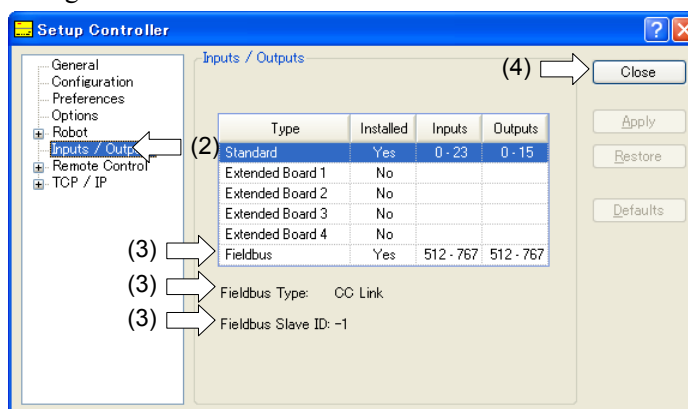 Setup Controller
General
Configuration
Preferences
Options
Robot
Inputs / Outputs
Remote Control
TCP / IP
(2)
Inputs / Outputs
(4)
Close
Apply
Restore
Defaults
Type Installed Inputs Outputs
Standard Yes 0 - 23 0 - 15
Extended Board 1 No
Extended Board 2 No
Extended Board 3 No
Extended Board 4 No
(3) Fieldbus Yes 512 - 767 512 - 767
(3) Fieldbus Type: CC Link
(3) Fieldbus Slave ID: -1